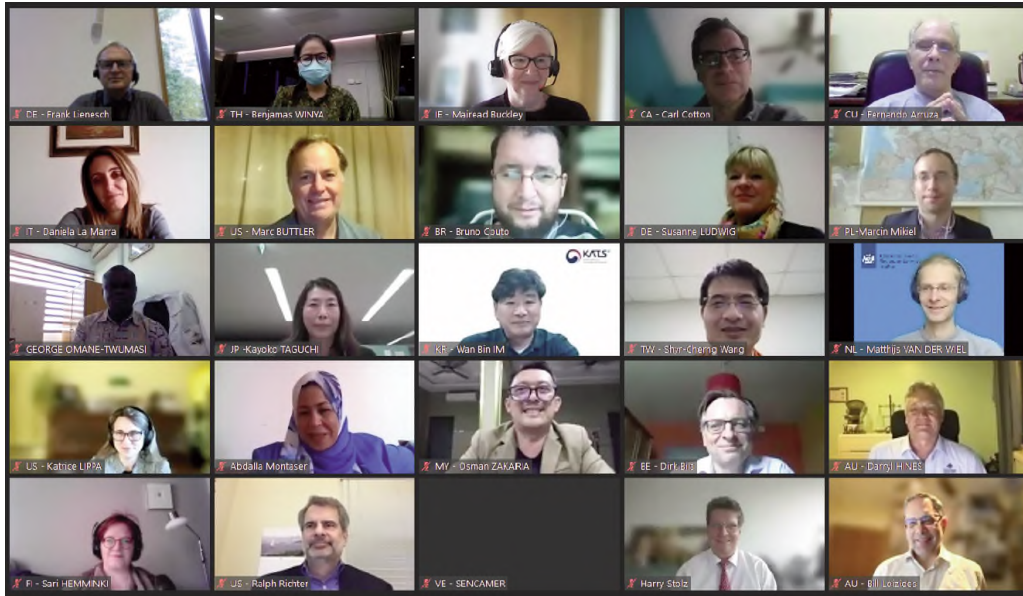 DE - Frank Lienesch
TH - Benjamas WINYA
IE - Mairead Buckley
CA - Carl Cotton
CU - Fernando Arruza
IT - Daniela La Marra
US - Marc BUTTLER
BR - Bruno Couto
DE - Susanne LUDWIG
PL-Marcin Mikiel
KATS
GEORGE OMANE-TWUMASI
JP -Kayoko TAGUCHI
KR - Wan Bin IM
TW - Shyr-Cherng Wang
NL - Matthijs VAN DER WIEL
US - Katrice LIPPA
Abdalla Montaser
MY - Osman ZAKARIA
DE - Susanne LUDWIG
AU - Darryl HINES
FI - Sari HEMMINKI
US - Ralph Richter
VE - SENCAMER
Harry Stolz
AU - Bill Loizides